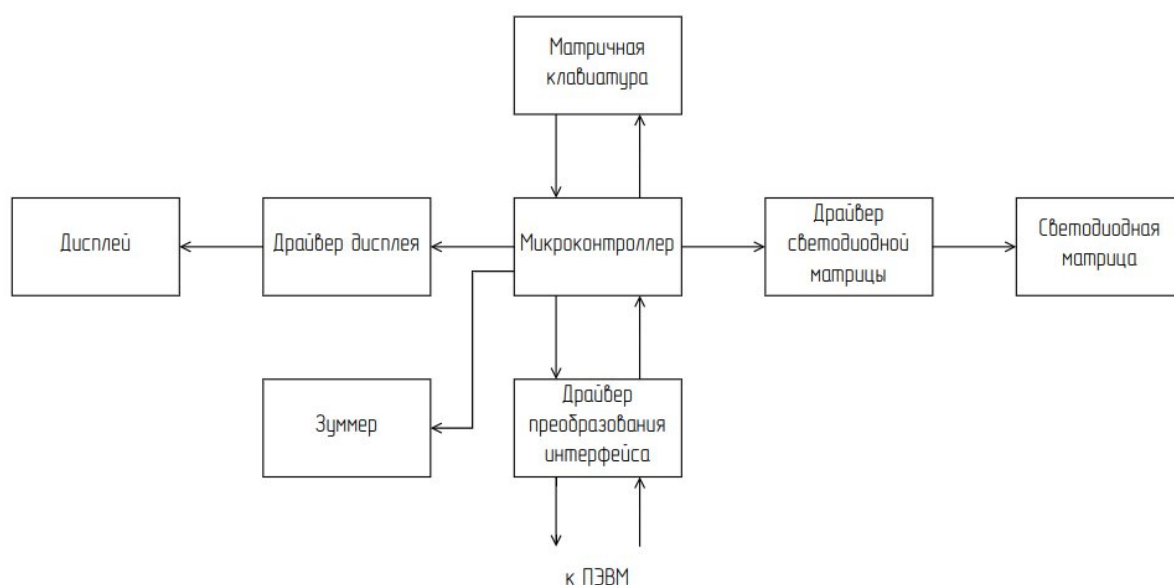 Матричная
клавиатура
Дисплей
Драйвер дисплея
Микроконтроллер
Драйвер
светодиодной
матрицы
Светодиодная
матрица
Зуммер
Драйвер
преобразования
интерфейса
к ПЭВМ